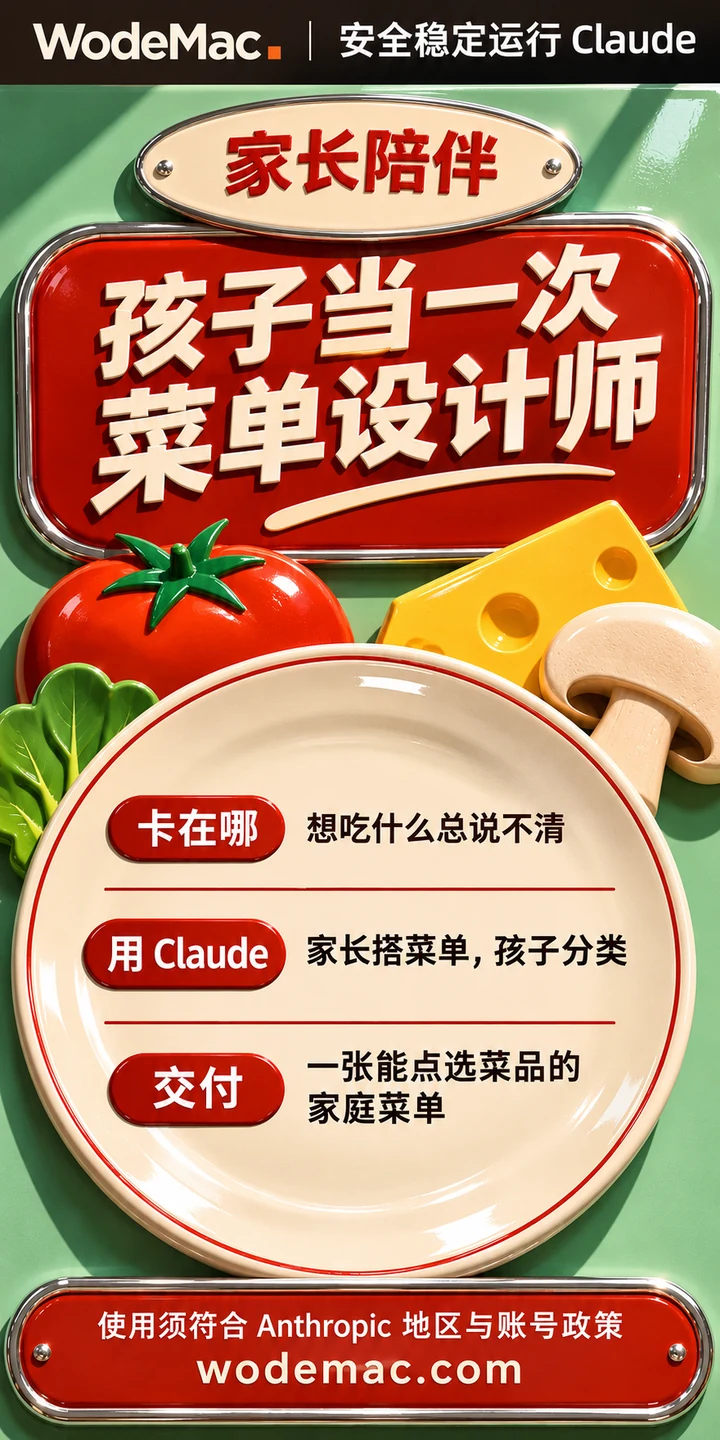 WodeMac. | 安全稳定运行 Claude
家长陪伴
孩子当一次
菜单设计师
卡在哪 想吃什么总说不清
用 Claude 家长搭菜单，孩子分类
交付 一张能点选菜品的
家庭菜单
使用须符合 Anthropic 地区与账号政策
wodemac.com